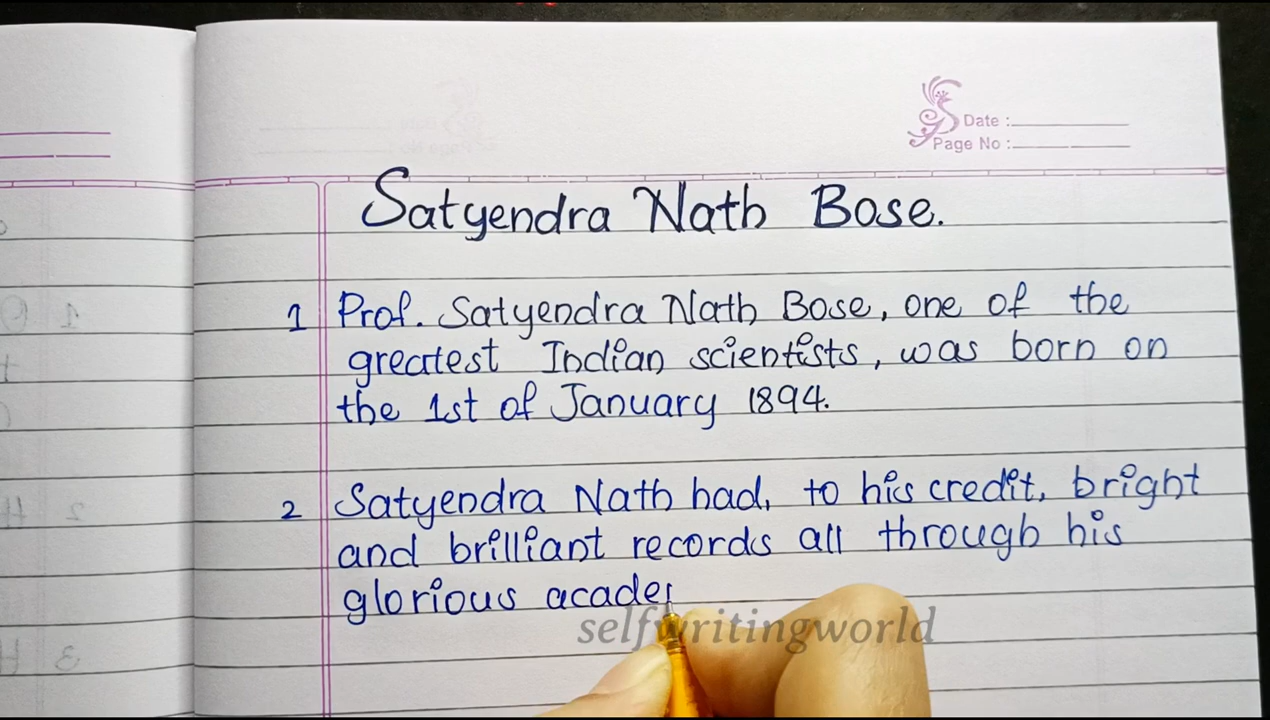 Date :
Page No :
Satyendra Nath Bose.
1 Prof. Satyendra Nath Bose, one of the
greatest Indian scientists, was born on
the 1st of January 1894.
2 Satyendra Nath had, to his credit, bright
and brilliant records all through his
glorious acade
selfwritingworld